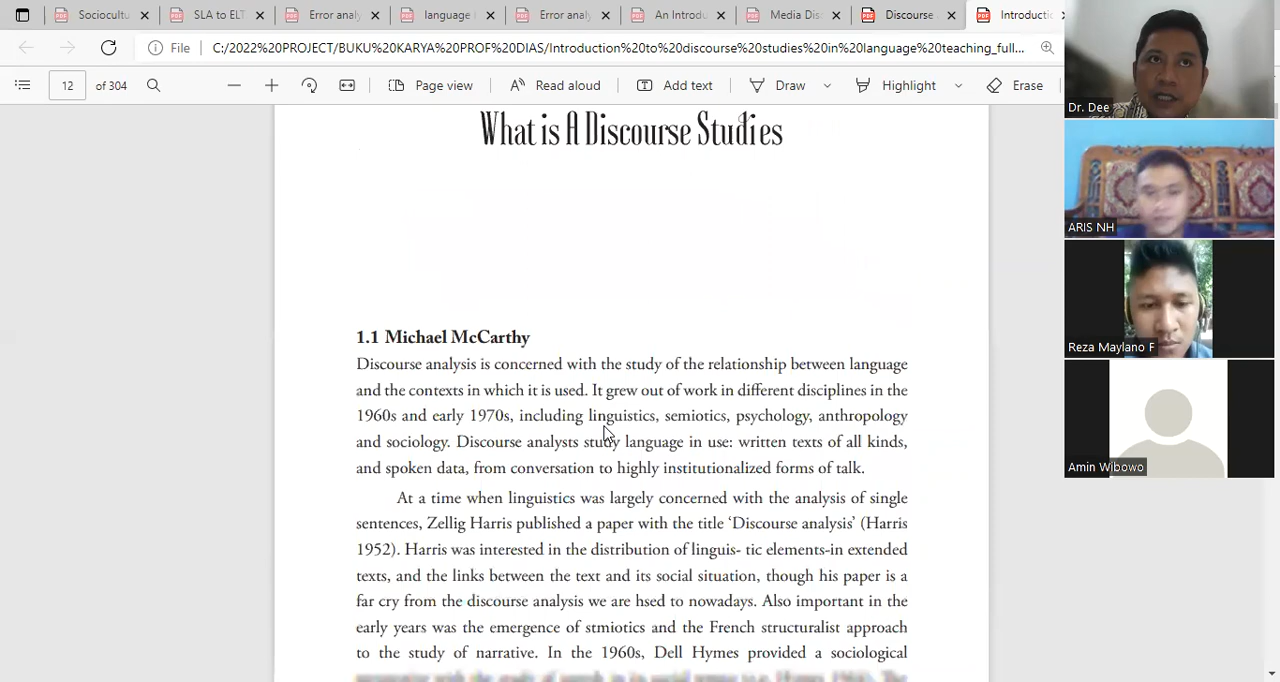 Sociocultu
SLA to ELT
Error analy
language
Error analy
An Introdu
Media Dis
Discourse
Introductio
File
C:/2022%20PROJECT/BUKU%20KARYA%20PROF%20DIAS/Introduction%20to%20discourse%20studies%20in%20language%20teaching_full...
12 of 304
Page view
Read aloud
Add text
Draw
Highlight
Erase
What is A Discourse Studies
1.1 Michael McCarthy
Discourse analysis is concerned with the study of the relationship between language
and the contexts in which it is used. It grew out of work in different disciplines in the
1960s and early 1970s, including linguistics, semiotics, psychology, anthropology
and sociology. Discourse analysts study language in use: written texts of all kinds,
and spoken data, from conversation to highly institutionalized forms of talk.
At a time when linguistics was largely concerned with the analysis of single
sentences, Zellig Harris published a paper with the title ‘Discourse analysis’ (Harris
1952). Harris was interested in the distribution of linguis- tic elements-in extended
texts, and the links between the text and its social situation, though his paper is a
far cry from the discourse analysis we are hsed to nowadays. Also important in the
early years was the emergence of stmiotics and the French structuralist approach
to the study of narrative. In the 1960s, Dell Hymes provided a sociological
Dr. Dee
ARIS NH
Reza Maylano F
Amin Wibowo